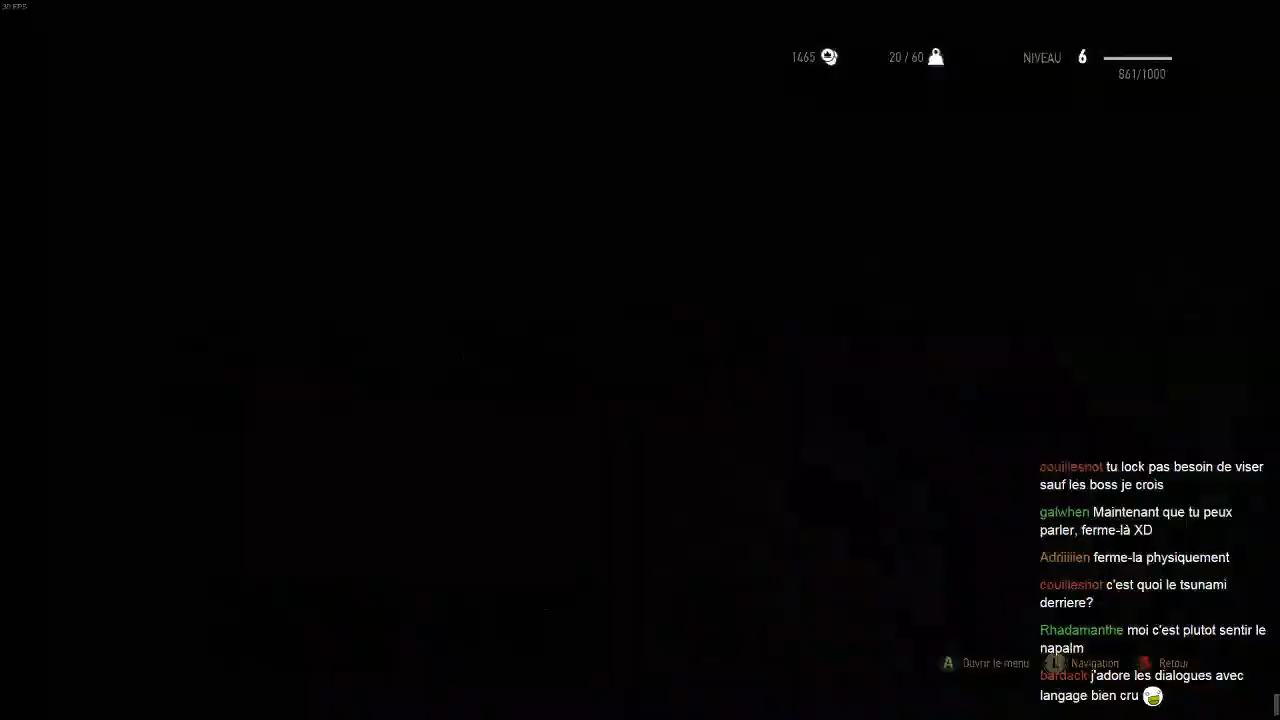 30 FPS
1465
20 / 60
NIVEAU 6
861/1000
couillesnot tu lock pas besoin de viser
sauf les boss je crois
galwhen Maintenant que tu peux
parler, ferme-là XD
Adriiiiien ferme-la physiquement
couillesnot c'est quoi le tsunami
derriere?
Rhadamanthe moi c'est plutot sentir le
napalm
A Ouvrir le menu L Navigation Retour
bardack j'adore les dialogues avec
langage bien cru